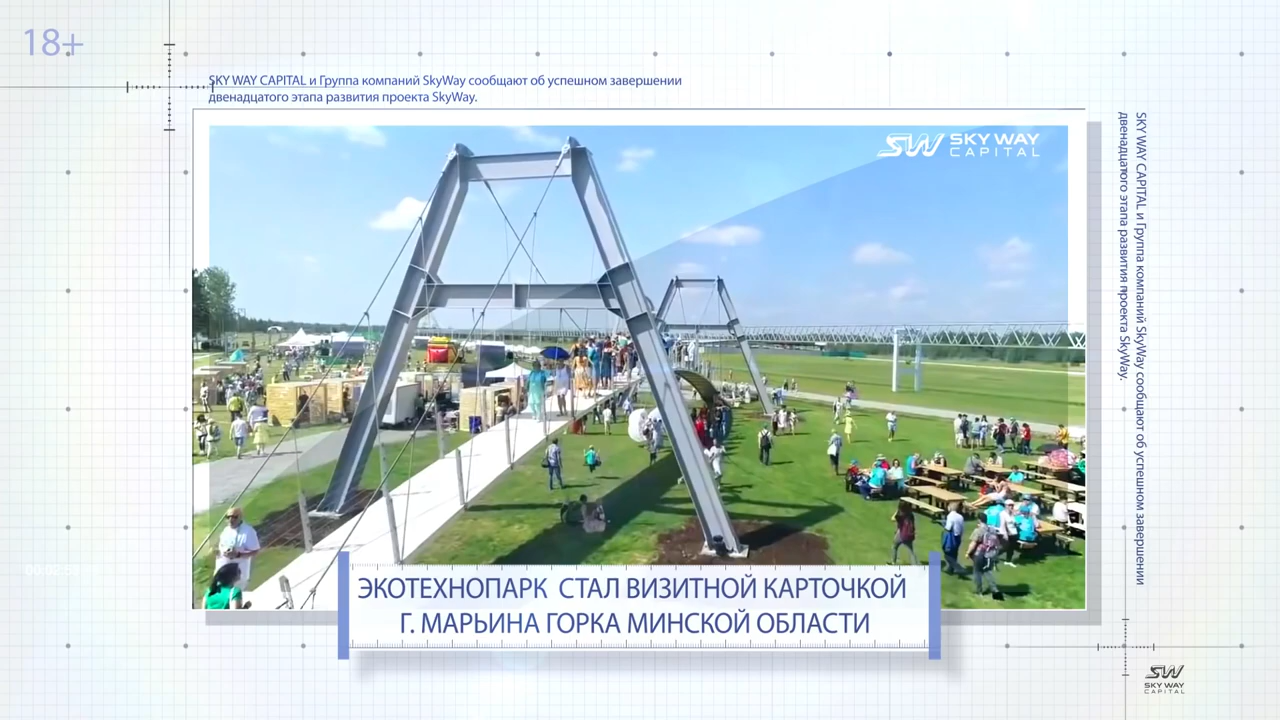 18+
SKY WAY CAPITAL и Группа компаний SkyWay сообщают об успешном завершении
двенадцатого этапа развития проекта SkyWay.
SW SKY WAY
CAPITAL
SKY WAY CAPITAL и Группа компаний SkyWay сообщают об успешном завершении
двенадцатого этапа развития проекта SkyWay.
ЭКОТЕХНОПАРК СТАЛ ВИЗИТНОЙ КАРТОЧКОЙ
Г. МАРЬИНА ГОРКА МИНСКОЙ ОБЛАСТИ
SW
SKY WAY
CAPITAL